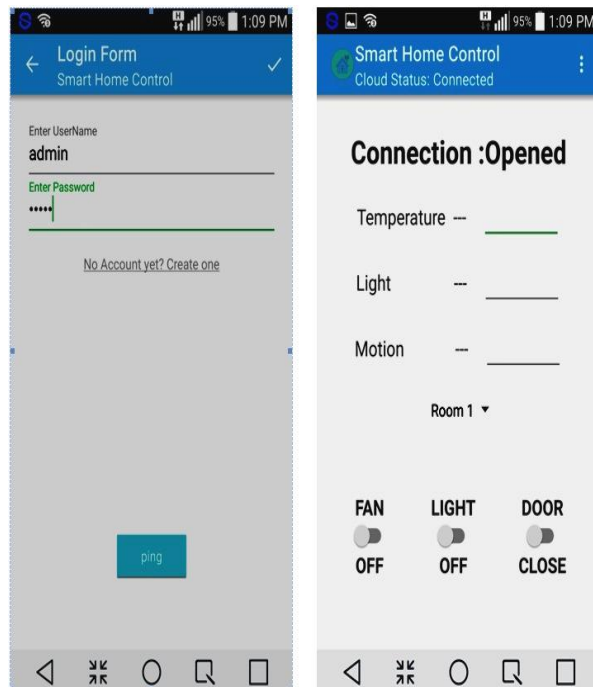 H 95% 1:09 PM
Login Form
Smart Home Control
Enter UserName
admin
Enter Password
•••••
No Account yet? Create one
ping
H 95% 1:09 PM
Smart Home Control
Cloud Status: Connected
Connection :Opened
Temperature ---
Light ---
Motion ---
Room 1
FAN LIGHT DOOR
OFF OFF CLOSE